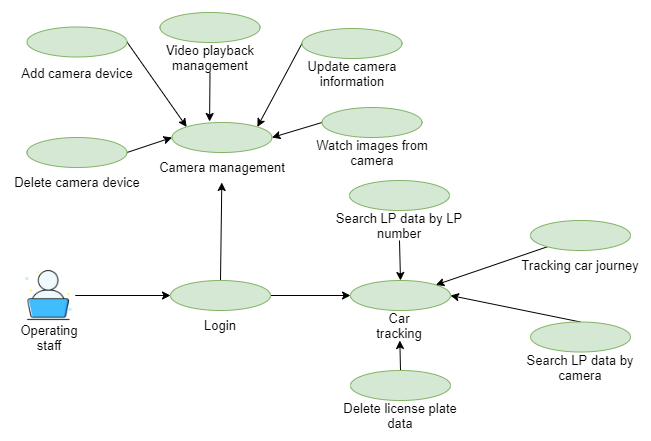 Video playback
management
Add camera device
Update camera
information
Watch images from
camera
Camera management
Delete camera device
Search LP data by LP
number
Tracking car journey
Operating
staff
Login
Car
tracking
Search LP data by
camera
Delete license plate
data